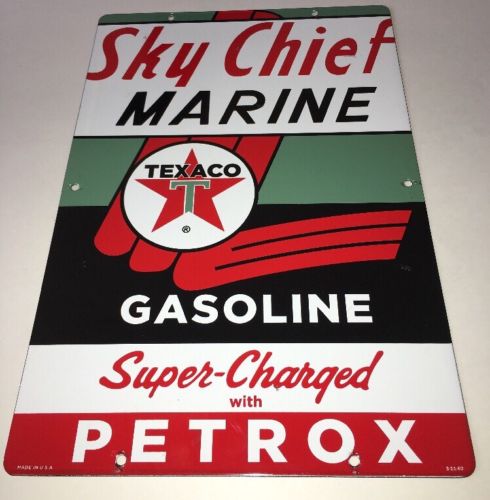 Sky Chief
MARINE
TEXACO
T
®
GASOLINE
Super-Charged
with
PETROX
MADE IN U.S.A.